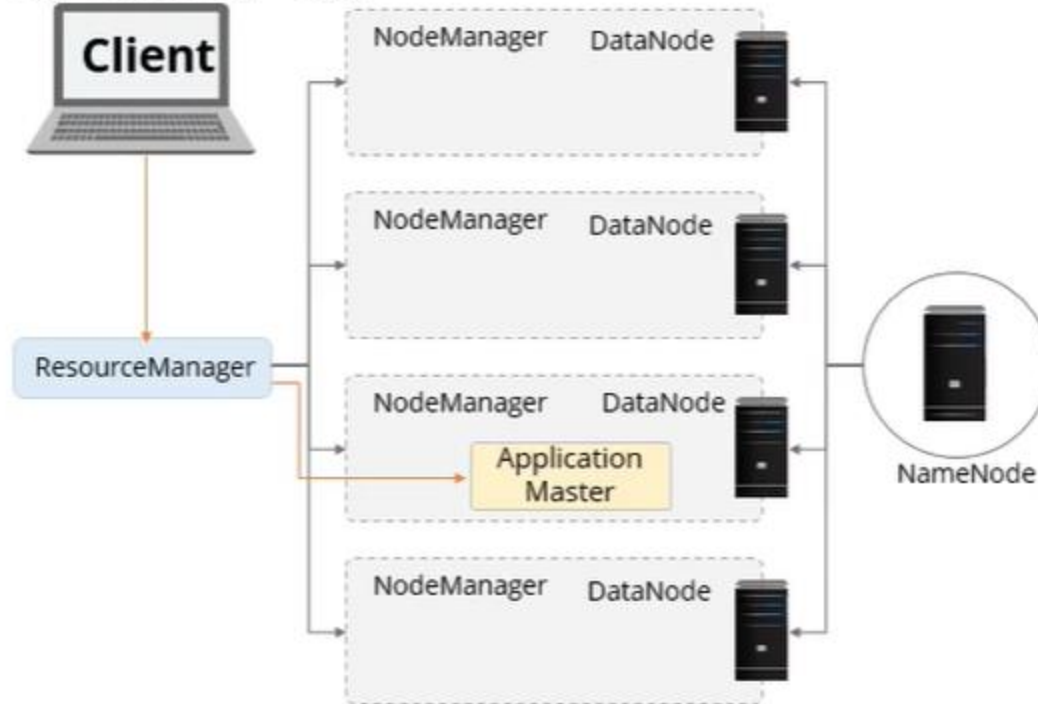 Client
NodeManager DataNode
NodeManager DataNode
ResourceManager
NodeManager DataNode
Application
Master
NameNode
NodeManager DataNode